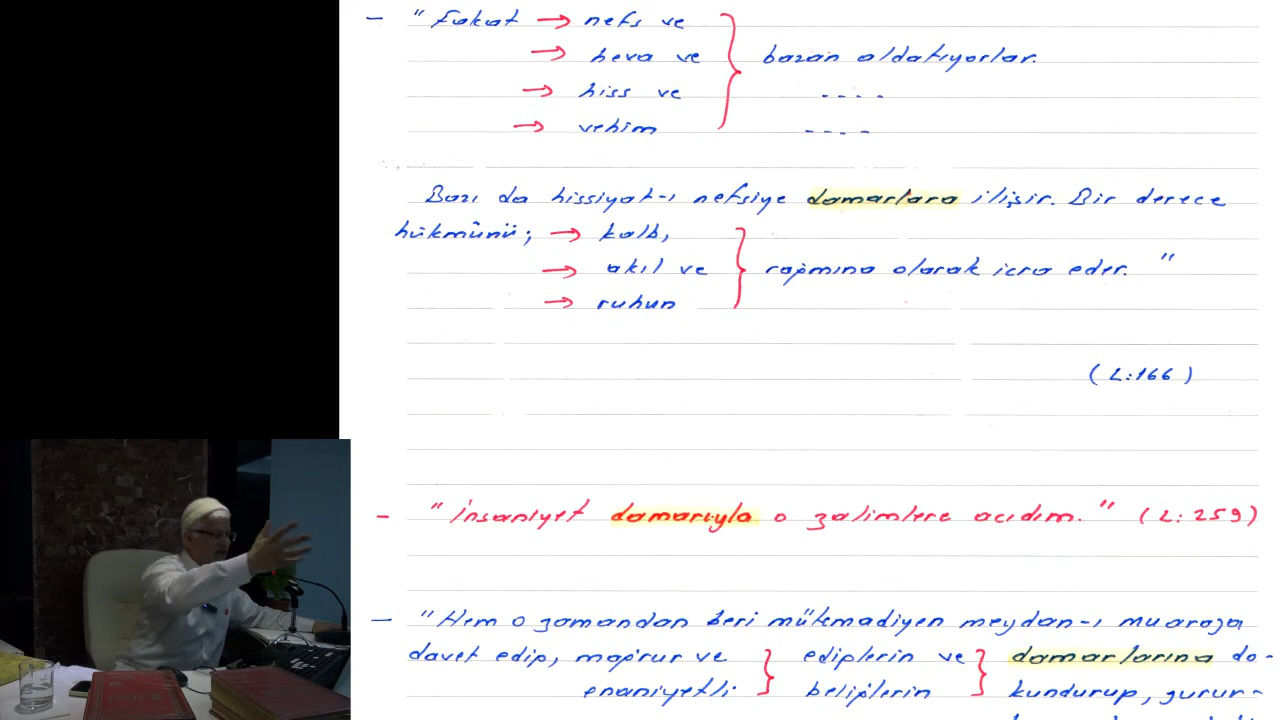 - "Fakat → nefs ve
→ heva ve } bazan aldatıyorlar.
→ hiss ve ....
→ vehim ....
Bazı da hissiyat-ı nefsiye damarlara ilişir. Bir derece
hükmünü; → kalb,
→ akıl ve } rağmına olarak icra eder. "
→ ruhun
(L:166)
- "İnsaniyet damarıyla o zalimlere acıdım." (L: 259)
- "Hem o zamandan beri mütemadiyen meydan-ı muaraza
davet edip, mağrur ve } ediplerin ve } damarlarına do-
enaniyetli beliğlerin kundurup, gurur-